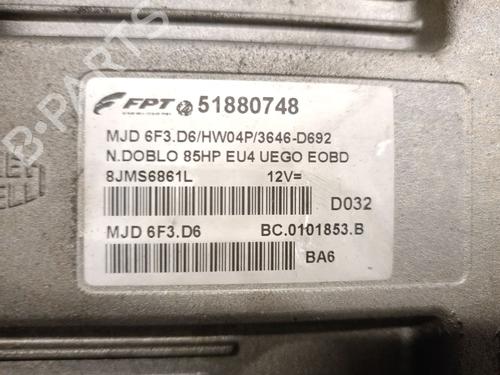 B-PARTS
FPT 51880748
MJD 6F3.D6/HW04P/3646-D692
N.DOBLO 85HP EU4 UEGO EOBD
8JMS6861L 12V=
D032
MJD 6F3.D6 BC.0101853.B
BA6